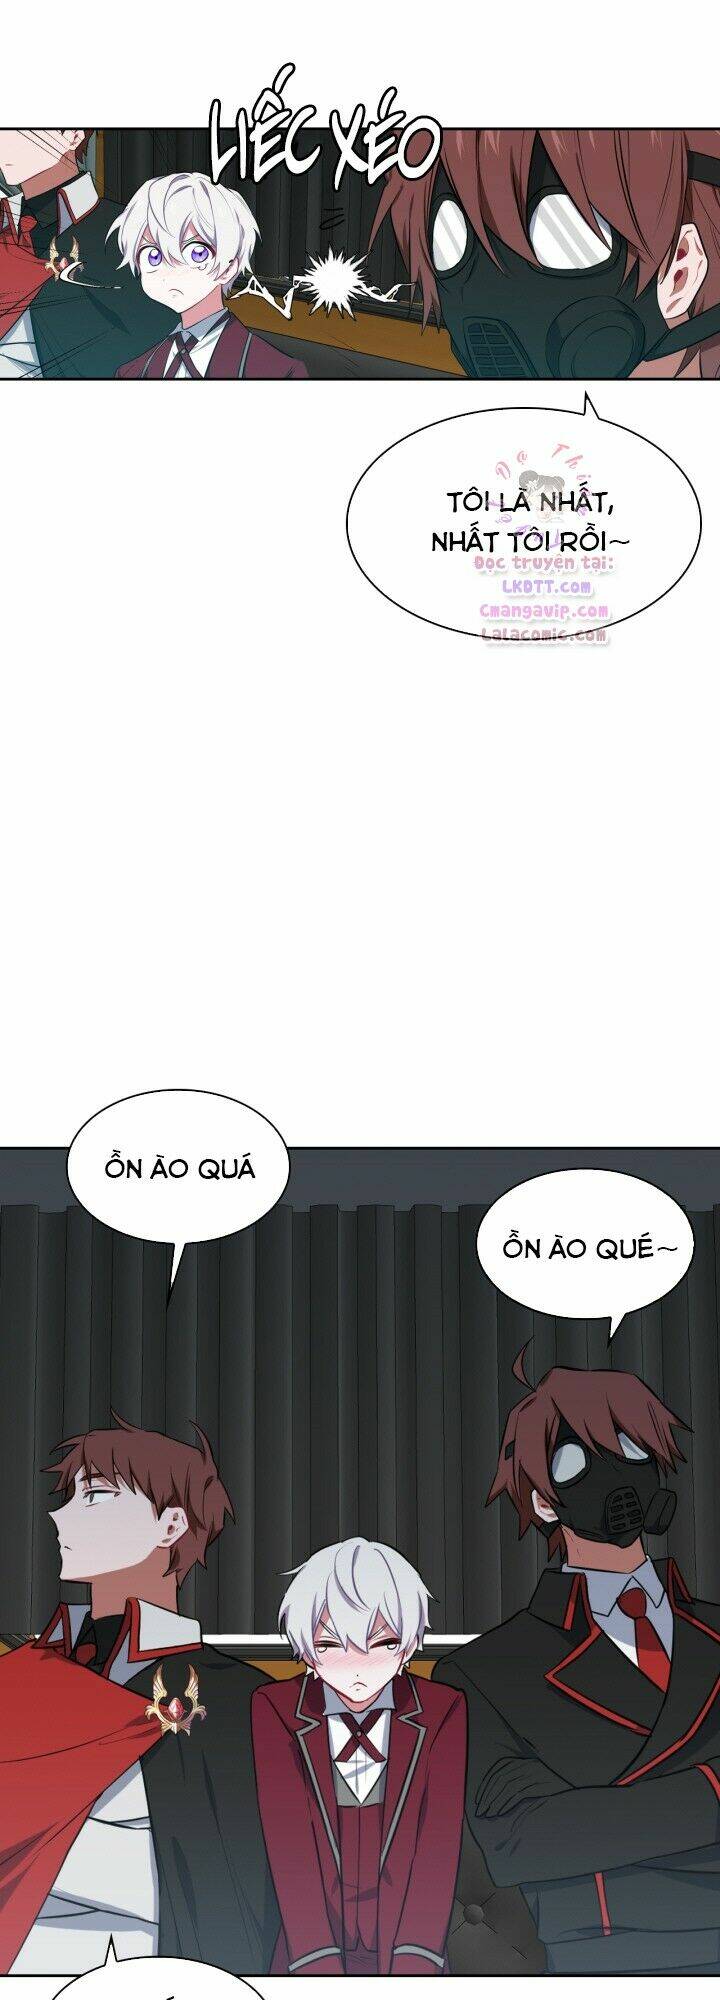 LIẾC XÉO
TÔI LÀ NHẤT,
NHẤT TÔI RỒI~
Đọc truyện tại:
LKDTT.com
Cmangavip.com
Lalacomic.com
ỒN ÀO QUÁ
ỒN ÀO QUÉ~